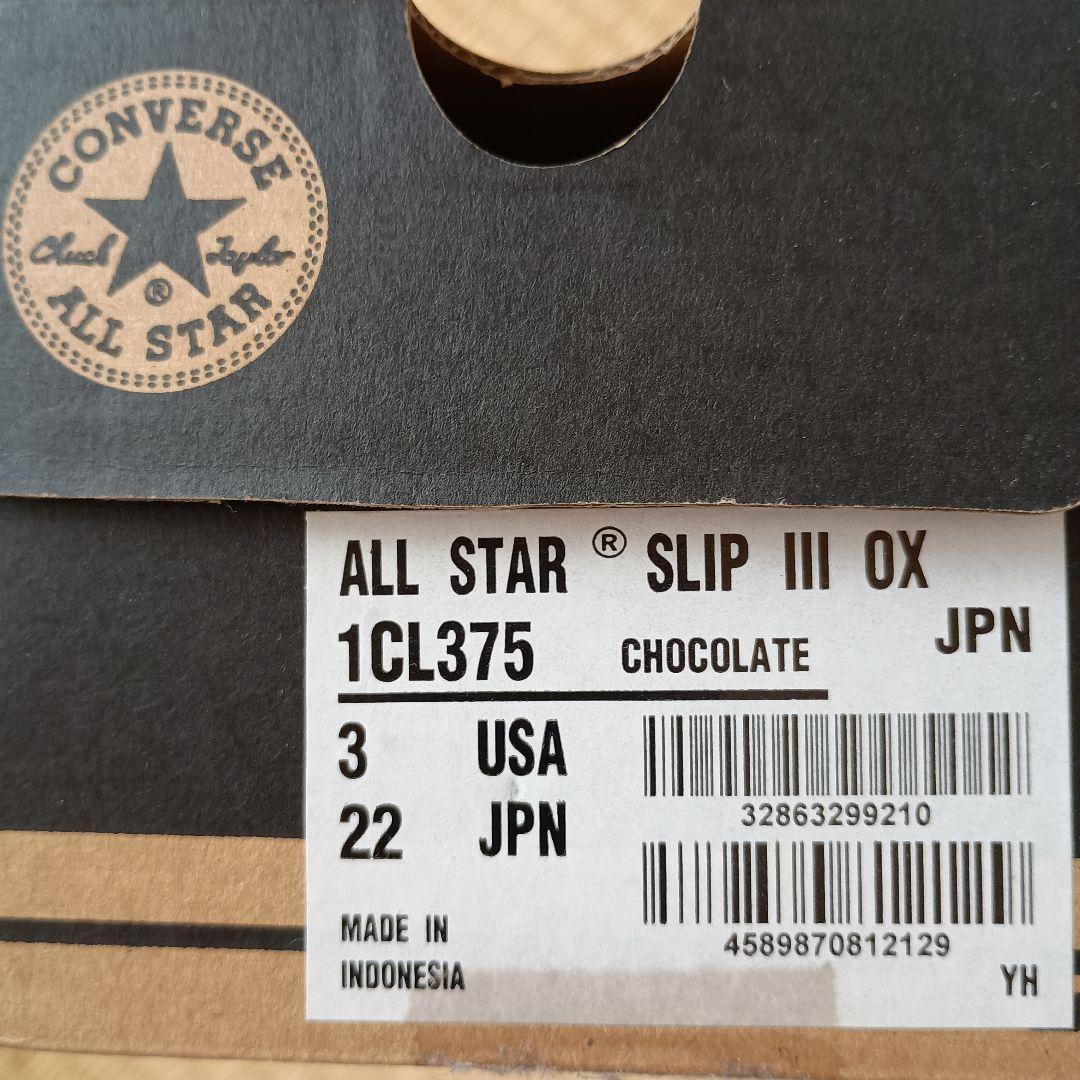 CONVERSE
Chuck Taylor
®
ALL STAR
ALL STAR ® SLIP III OX
1CL375 CHOCOLATE JPN
3 USA
22 JPN
32863299210
4589870812129
MADE IN
INDONESIA
YH